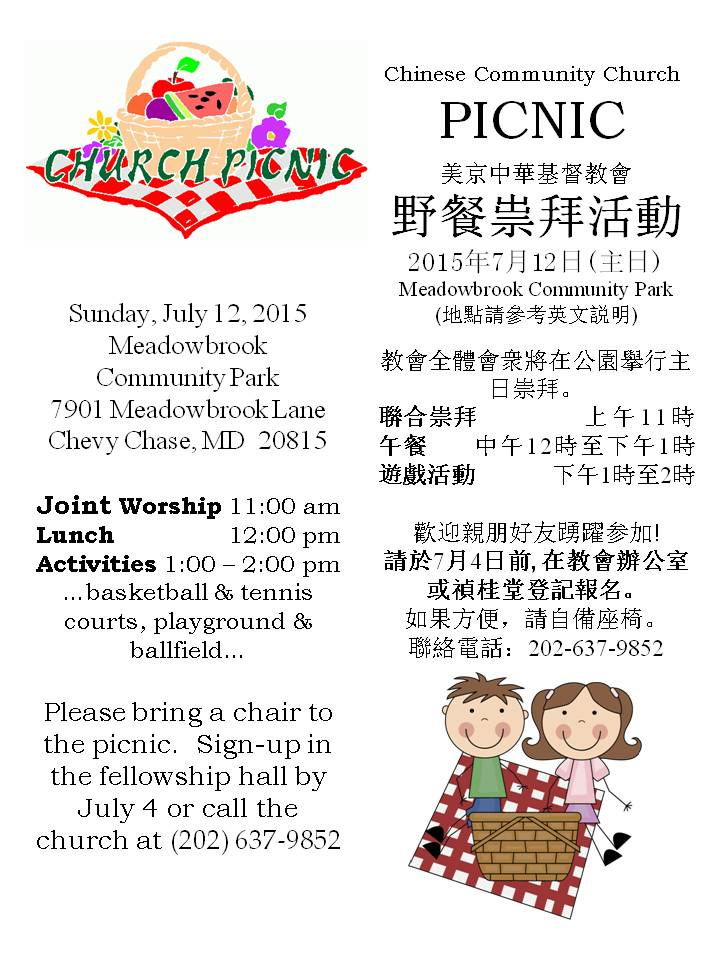 CHURCH PICNIC
Sunday, July 12, 2015
Meadowbrook
Community Park
7901 Meadowbrook Lane
Chevy Chase, MD 20815
Joint Worship 11:00 am
Lunch 12:00 pm
Activities 1:00 – 2:00 pm
...basketball & tennis
courts, playground &
ballfield...
Please bring a chair to
the picnic. Sign-up in
the fellowship hall by
July 4 or call the
church at (202) 637-9852
Chinese Community Church
PICNIC
美京中華基督教會
野餐崇拜活動
2015年7月12日(主日)
Meadowbrook Community Park
(地點請參考英文説明)
教會全體會衆將在公園舉行主
日崇拜。
聯合崇拜 上午11時
午餐 中午12時至下午1時
遊戲活動 下午1時至2時
歡迎親朋好友踴躍參加!
請於7月4日前,在教會辦公室
或禎桂堂登記報名。
如果方便，請自備座椅。
聯絡電話：202-637-9852